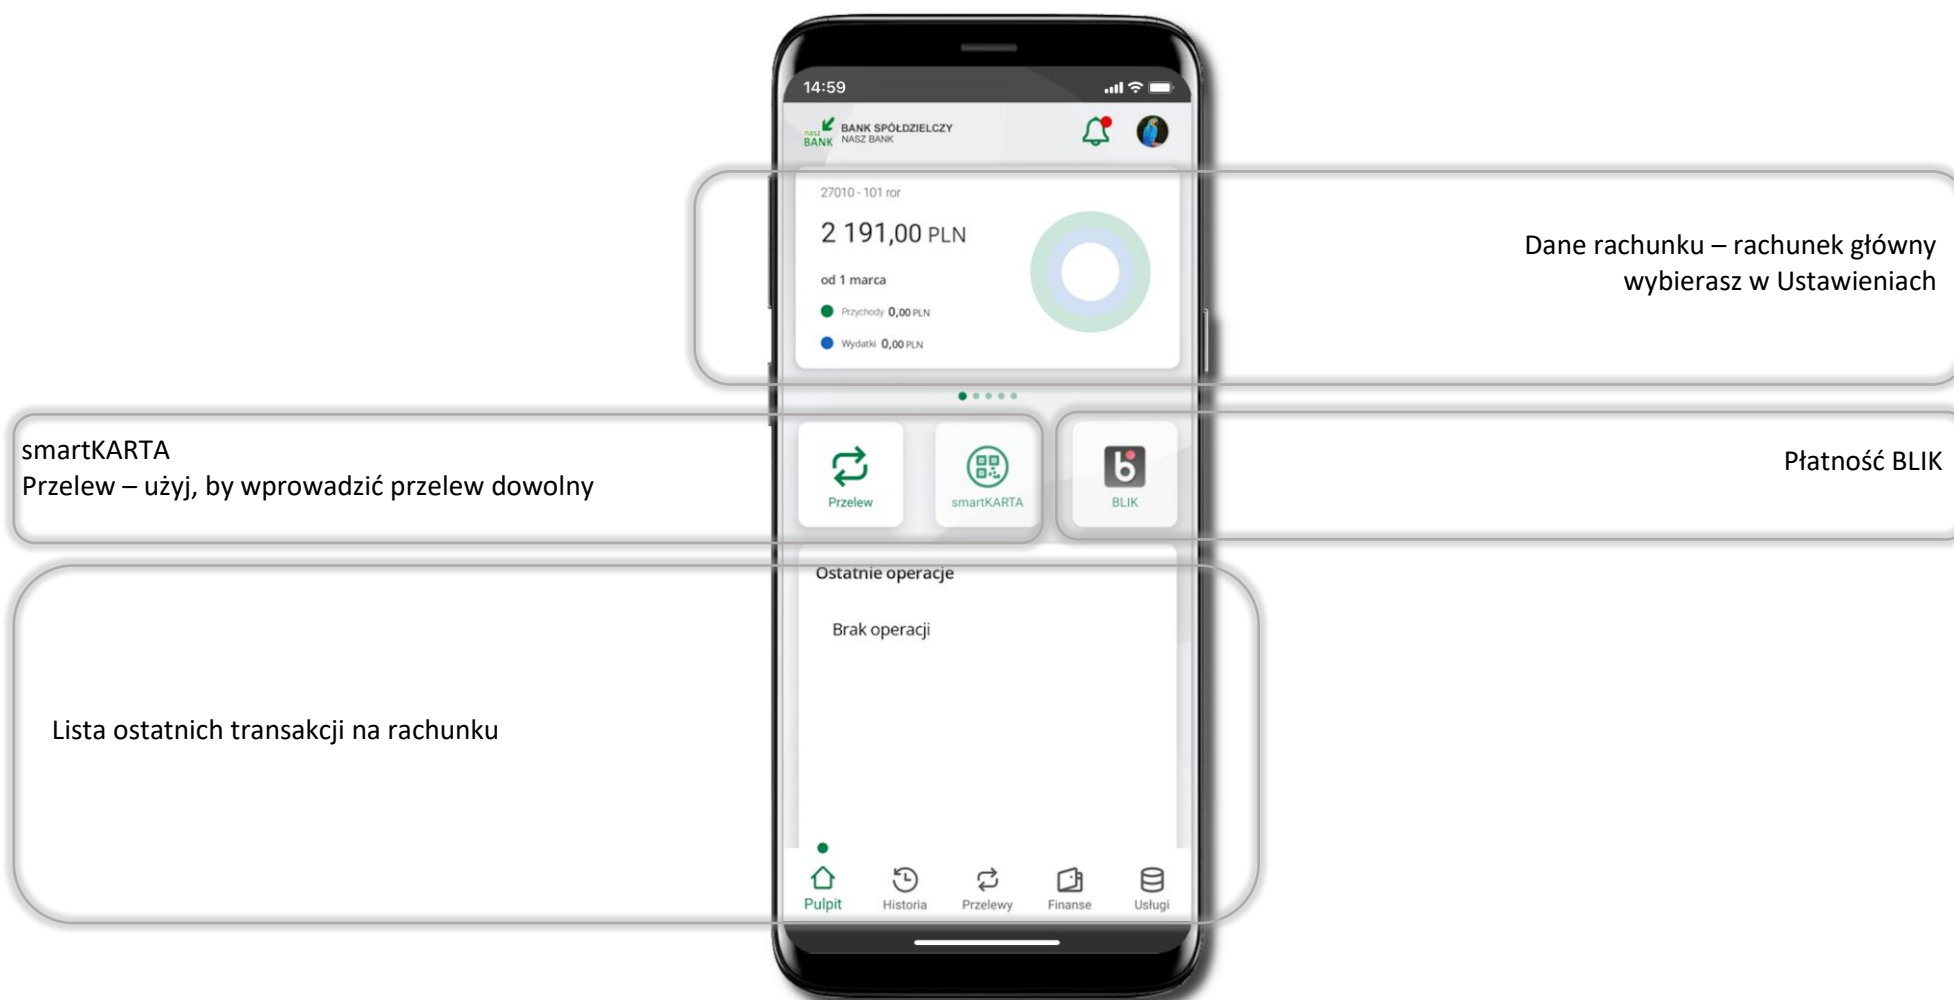 14:59
nasz
BANK
BANK SPÓŁDZIELCZY
NASZ BANK
27010 - 101 ror
2 191,00 PLN
od 1 marca
Przychody 0,00 PLN
Wydatki 0,00 PLN
Dane rachunku – rachunek główny
wybierasz w Ustawieniach
smartKARTA
Przelew – użyj, by wprowadzić przelew dowolny
Przelew
smartKARTA
BLIK
Płatność BLIK
Ostatnie operacje
Brak operacji
Lista ostatnich transakcji na rachunku
Pulpit
Historia
Przelewy
Finanse
Usługi